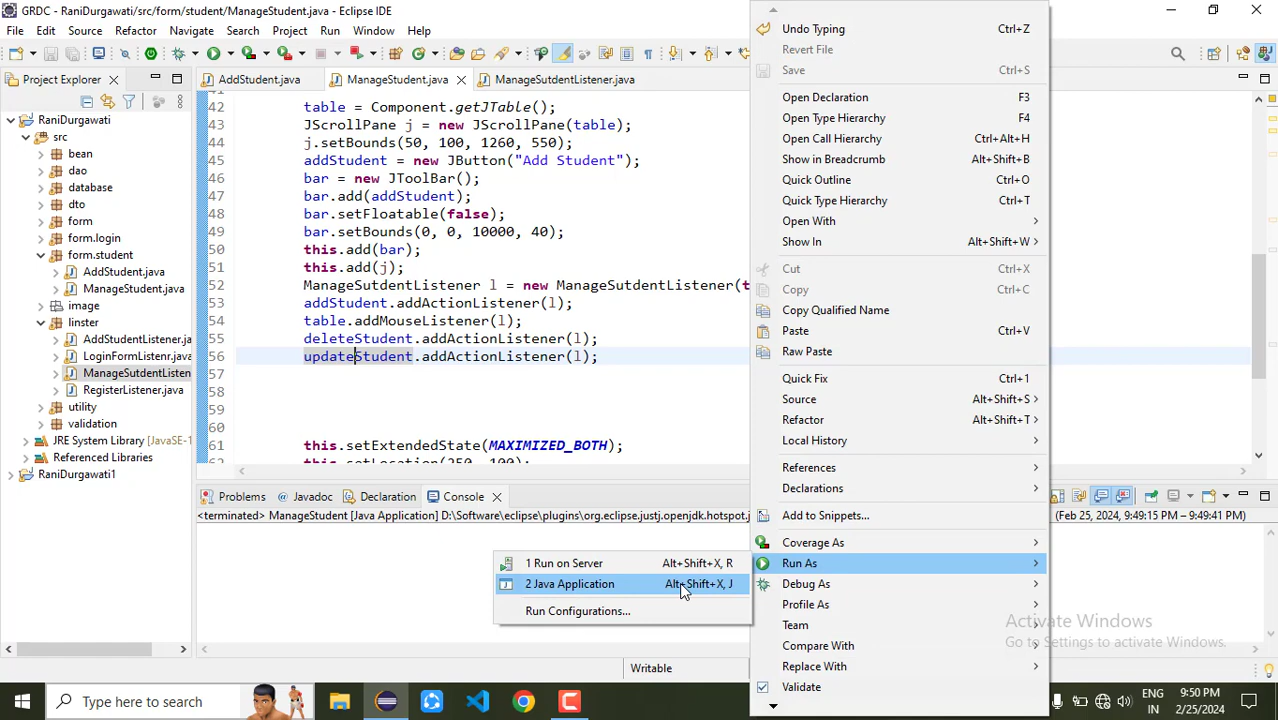 GRDC - RaniDurgawati/src/form/student/ManageStudent.java - Eclipse IDE
File Edit Source Refactor Navigate Search Project Run Window Help
Project Explorer
AddStudent.java
ManageStudent.java
ManageSutdentListener.java
RaniDurgawati
src
bean
dao
database
dto
form
form.login
form.student
AddStudent.java
ManageStudent.java
image
linster
AddStudentListener.ja
LoginFormListenr.java
ManageSutdentListen
RegisterListener.java
utility
validation
JRE System Library [JavaSE-1
Referenced Libraries
RaniDurgawati1
42 table = Component.getJTable();
43 JScrollPane j = new JScrollPane(table);
44 j.setBounds(50, 100, 1260, 550);
45 addStudent = new JButton("Add Student");
46 bar = new JToolBar();
47 bar.add(addStudent);
48 bar.setFloatable(false);
49 bar.setBounds(0, 0, 10000, 40);
50 this.add(bar);
51 this.add(j);
52 ManageSutdentListener l = new ManageSutdentListener(t
53 addStudent.addActionListener(l);
54 table.addMouseListener(l);
55 deleteStudent.addActionListener(l);
56 updateStudent.addActionListener(l);
57
58
59
60
61 this.setExtendedState(MAXIMIZED_BOTH);
62 this.setLocation(250, 100);
Problems Javadoc Declaration Console
<terminated> ManageStudent [Java Application] D:\Software\eclipse\plugins\org.eclipse.justj.openjdk.hotspot.j
(Feb 25, 2024, 9:49:15 PM – 9:49:41 PM)
Undo Typing Ctrl+Z
Revert File
Save Ctrl+S
Open Declaration F3
Open Type Hierarchy F4
Open Call Hierarchy Ctrl+Alt+H
Show in Breadcrumb Alt+Shift+B
Quick Outline Ctrl+O
Quick Type Hierarchy Ctrl+T
Open With
Show In Alt+Shift+W
Cut Ctrl+X
Copy Ctrl+C
Copy Qualified Name
Paste Ctrl+V
Raw Paste
Quick Fix Ctrl+1
Source Alt+Shift+S
Refactor Alt+Shift+T
Local History
References
Declarations
Add to Snippets...
Coverage As
Run As
Debug As
Profile As
Team
Compare With
Replace With
Validate
1 Run on Server Alt+Shift+X, R
2 Java Application Alt+Shift+X, J
Run Configurations...
Activate Windows
Go to Settings to activate Windows.
Writable
Type here to search
ENG
IN
9:50 PM
2/25/2024